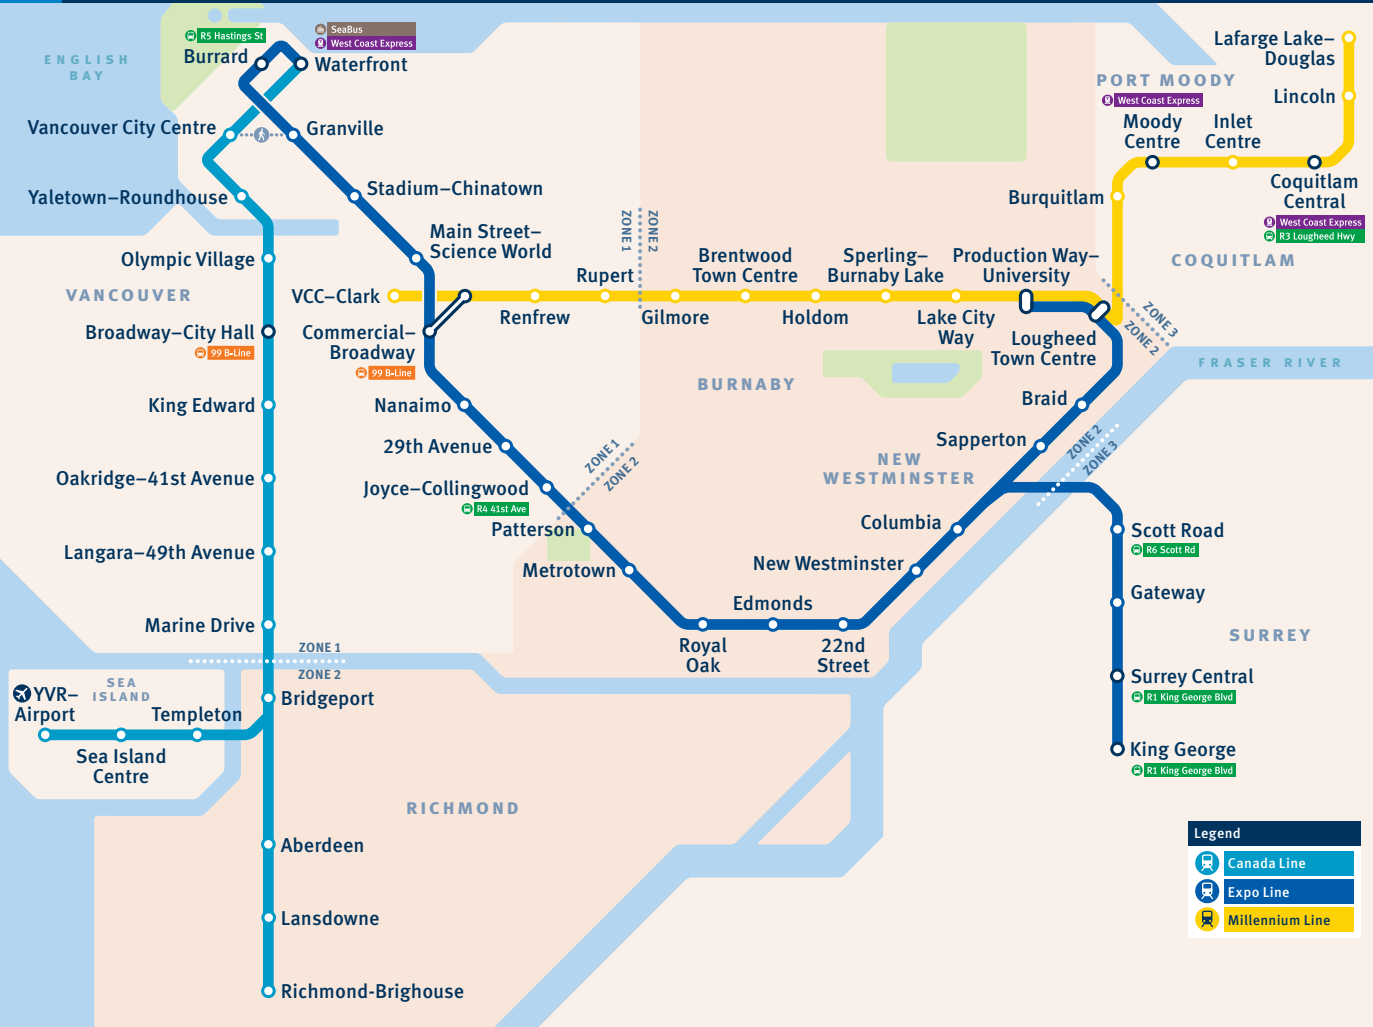 ENGLISH
BAY
R5 Hastings St
Burrard
SeaBus
West Coast Express
Waterfront
Vancouver City Centre
Granville
Yaletown–Roundhouse
Stadium–Chinatown
Main Street–
Science World
Olympic Village
VANCOUVER
VCC–Clark
Broadway–City Hall
99 B-Line
Commercial–
Broadway
99 B-Line
Renfrew
Rupert
ZONE 1
ZONE 2
Gilmore
Brentwood
Town Centre
Holdom
Sperling–
Burnaby Lake
Lake City
Way
Production Way–
University
Lougheed
Town Centre
Burquitlam
PORT MOODY
West Coast Express
Moody
Centre
Inlet
Centre
Lafarge Lake–
Douglas
Lincoln
Coquitlam
Central
West Coast Express
R3 Lougheed Hwy
COQUITLAM
ZONE 3
ZONE 2
FRASER RIVER
King Edward
Nanaimo
BURNABY
Braid
29th Avenue
ZONE 1
ZONE 2
Sapperton
ZONE 2
ZONE 3
NEW
WESTMINSTER
Oakridge–41st Avenue
Joyce–Collingwood
R4 41st Ave
Patterson
Columbia
Scott Road
R6 Scott Rd
Langara–49th Avenue
Metrotown
New Westminster
Gateway
Edmonds
Marine Drive
Royal
Oak
22nd
Street
SURREY
ZONE 1
ZONE 2
SEA
ISLAND
YVR–
Airport
Templeton
Bridgeport
Surrey Central
R1 King George Blvd
Sea Island
Centre
King George
R1 King George Blvd
RICHMOND
Aberdeen
Lansdowne
Richmond-Brighouse
Legend
Canada Line
Expo Line
Millennium Line